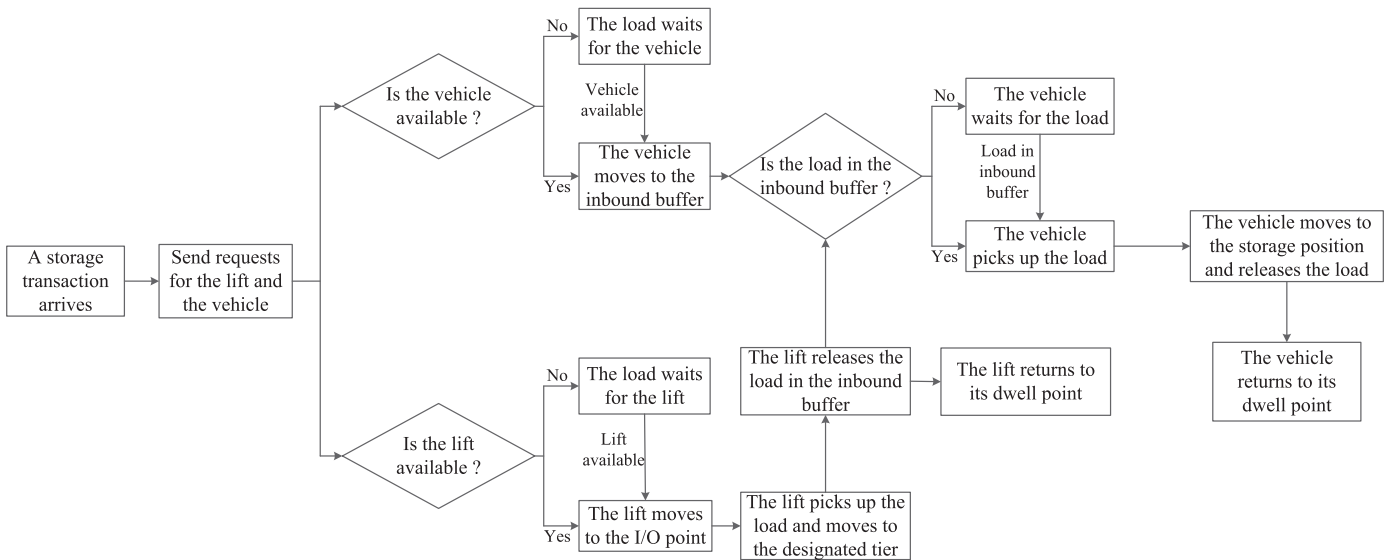 A storage
transaction
arrives
Send requests
for the lift and
the vehicle
Is the vehicle
available ?
No
The load waits
for the vehicle
Vehicle
available
Yes
The vehicle
moves to the
inbound buffer
Is the load in the
inbound buffer ?
No
The vehicle
waits for the load
Load in
inbound
buffer
Yes
The vehicle
picks up the load
The vehicle moves to
the storage position
and releases the load
The vehicle
returns to its
dwell point
Is the lift
available ?
No
The load waits
for the lift
Lift
available
Yes
The lift moves
to the I/O point
The lift picks up the
load and moves to
the designated tier
The lift releases the
load in the inbound
buffer
The lift returns to
its dwell point